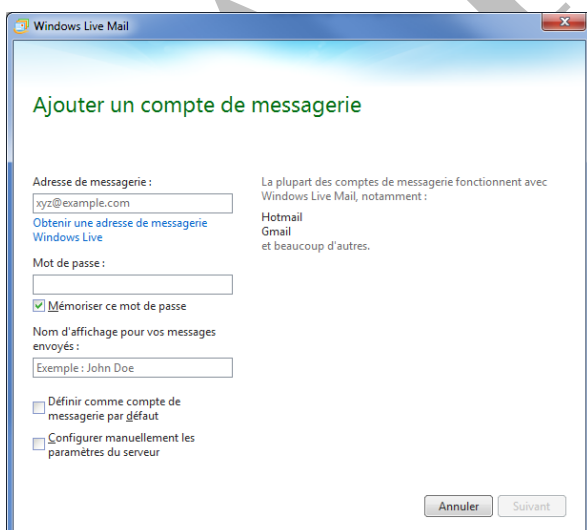 Windows Live Mail
Ajouter un compte de messagerie
Adresse de messagerie :
xyz@example.com
Obtenir une adresse de messagerie
Windows Live
Mot de passe :
Mémoriser ce mot de passe
Nom d'affichage pour vos messages
envoyés :
Exemple : John Doe
Définir comme compte de
messagerie par défaut
Configurer manuellement les
paramètres du serveur
La plupart des comptes de messagerie fonctionnent avec
Windows Live Mail, notamment :
Hotmail
Gmail
et beaucoup d'autres.
Annuler
Suivant